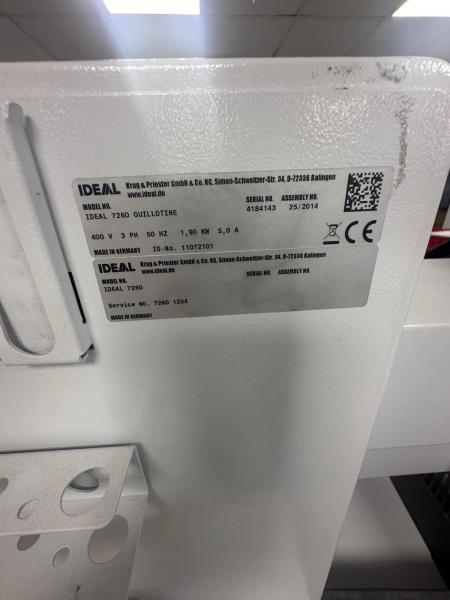 IDEAL Krug & Priester GmbH & Co. KG, Simon-Schweitzer-Str. 34, D-72336 Balingen
www.ideal.de
MODEL NO. SERIAL NO. ASSEMBLY NO.
IDEAL 7260 GUILLOTINE 4184143 25/2014
400 V 3 PH 50 HZ 1,90 KW 5,0 A
MADE IN GERMANY ID-No. 11072101 CE
IDEAL Krug & Priester GmbH & Co. KG, Simon-Schweitzer-Str. 34, D-72336 Balingen
www.ideal.de
MODEL NO. SERIAL NO. ASSEMBLY NO.
IDEAL 7260
Service NO. 7260 1254
MADE IN GERMANY